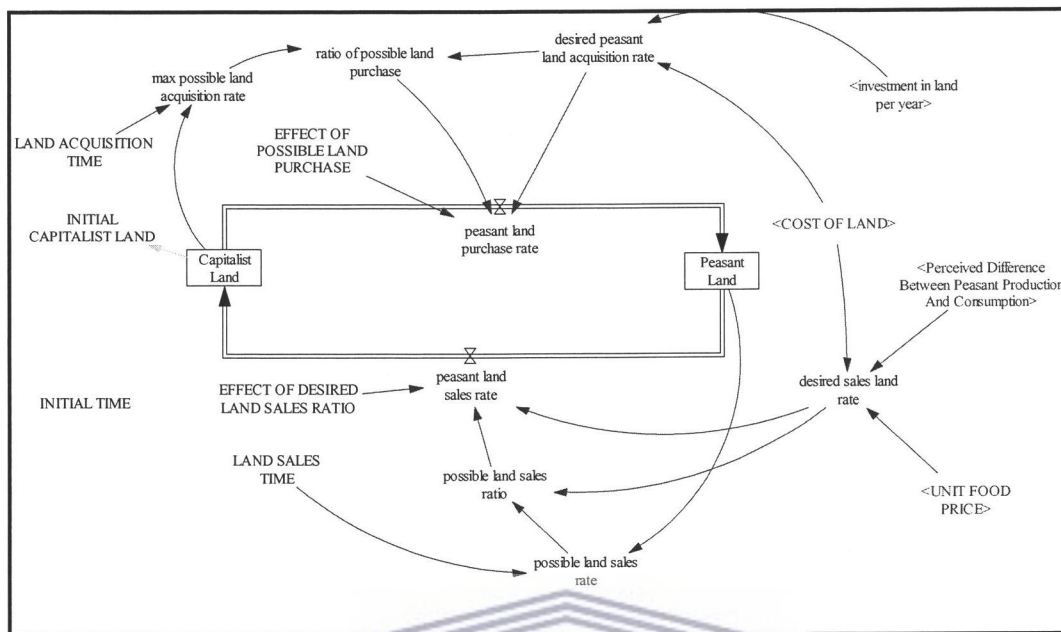 desired peasant
land acquisition rate
ratio of possible land
purchase
max possible land
acquisition rate
<investment in land
per year>
LAND ACQUISITION
TIME
EFFECT OF
POSSIBLE LAND
PURCHASE
INITIAL
CAPITALIST LAND
peasant land
purchase rate
<COST OF LAND>
Capitalist
Land
Peasant
Land
<Perceived Difference
Between Peasant Production
And Consumption>
peasant land
sales rate
EFFECT OF DESIRED
LAND SALES RATIO
desired sales land
rate
INITIAL TIME
LAND SALES
TIME
possible land sales
ratio
<UNIT FOOD
PRICE>
possible land sales
rate